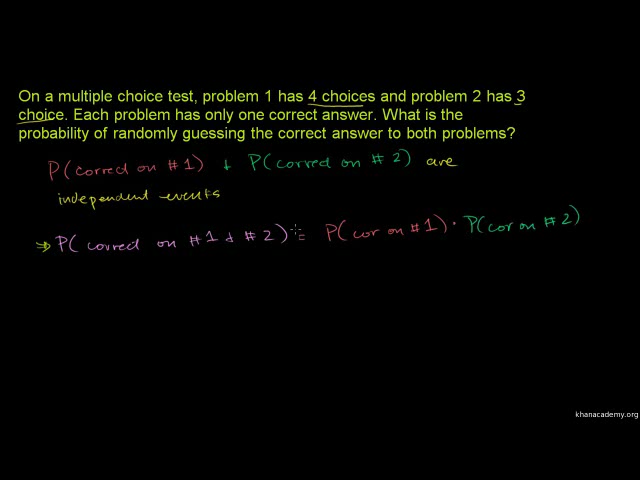 On a multiple choice test, problem 1 has 4 choices and problem 2 has 3
choice. Each problem has only one correct answer. What is the
probability of randomly guessing the correct answer to both problems?
P(correct on #1) + P(correct on #2) are
independent events
⇒ P(correct on #1 + #2) = P(cor on #1) · P(cor on #2)
khanacademy.org